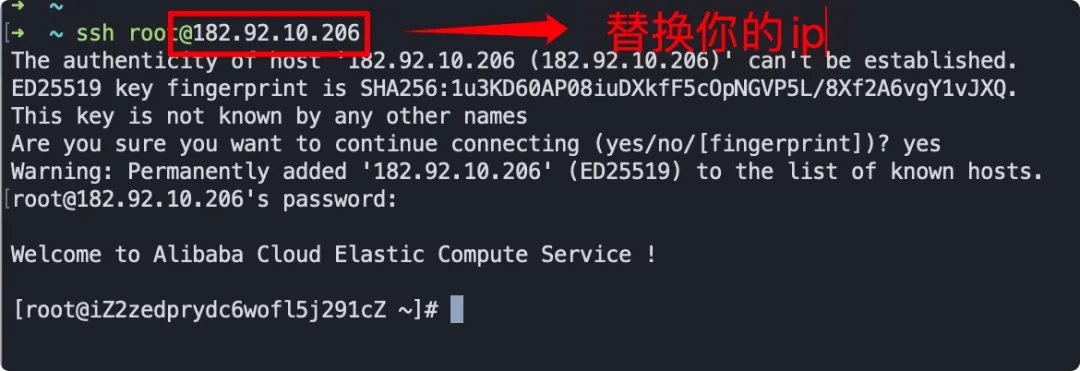 ➜ ~
➜ ~ ssh root@182.92.10.206 替换你的ip
The authenticity of host '182.92.10.206 (182.92.10.206)' can't be established.
ED25519 key fingerprint is SHA256:1u3KD60AP08iuDXkfF5cOpNGVP5L/8Xf2A6vgY1vJXQ.
This key is not known by any other names
Are you sure you want to continue connecting (yes/no/[fingerprint])? yes
Warning: Permanently added '182.92.10.206' (ED25519) to the list of known hosts.
root@182.92.10.206's password:
Welcome to Alibaba Cloud Elastic Compute Service !
[root@iZ2zedprydc6wofl5j291cZ ~]#